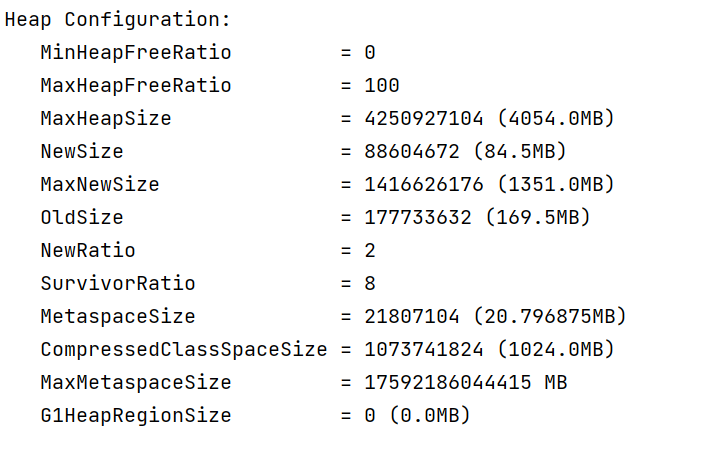 Heap Configuration:
   MinHeapFreeRatio         = 0
   MaxHeapFreeRatio         = 100
   MaxHeapSize              = 4250927104 (4054.0MB)
   NewSize                  = 88604672 (84.5MB)
   MaxNewSize               = 1416626176 (1351.0MB)
   OldSize                  = 177733632 (169.5MB)
   NewRatio                 = 2
   SurvivorRatio            = 8
   MetaspaceSize            = 21807104 (20.796875MB)
   CompressedClassSpaceSize = 1073741824 (1024.0MB)
   MaxMetaspaceSize         = 17592186044415 MB
   G1HeapRegionSize         = 0 (0.0MB)